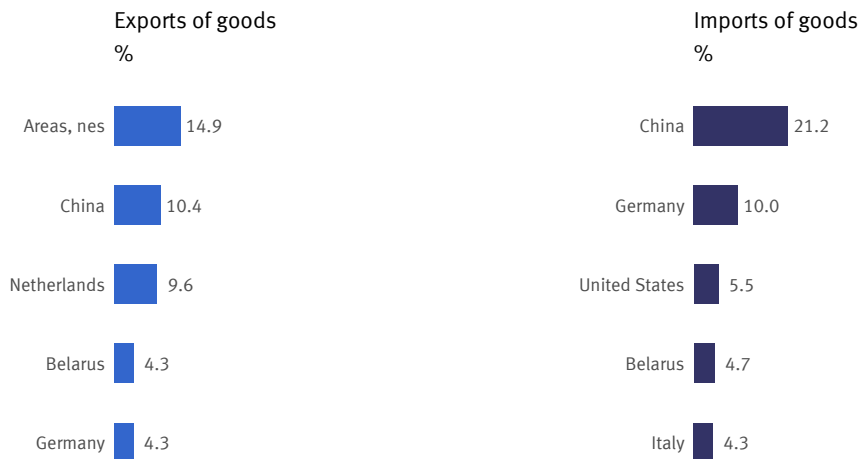 Exports of goods
%
Areas, nes 14.9
China 10.4
Netherlands 9.6
Belarus 4.3
Germany 4.3
Imports of goods
%
China 21.2
Germany 10.0
United States 5.5
Belarus 4.7
Italy 4.3